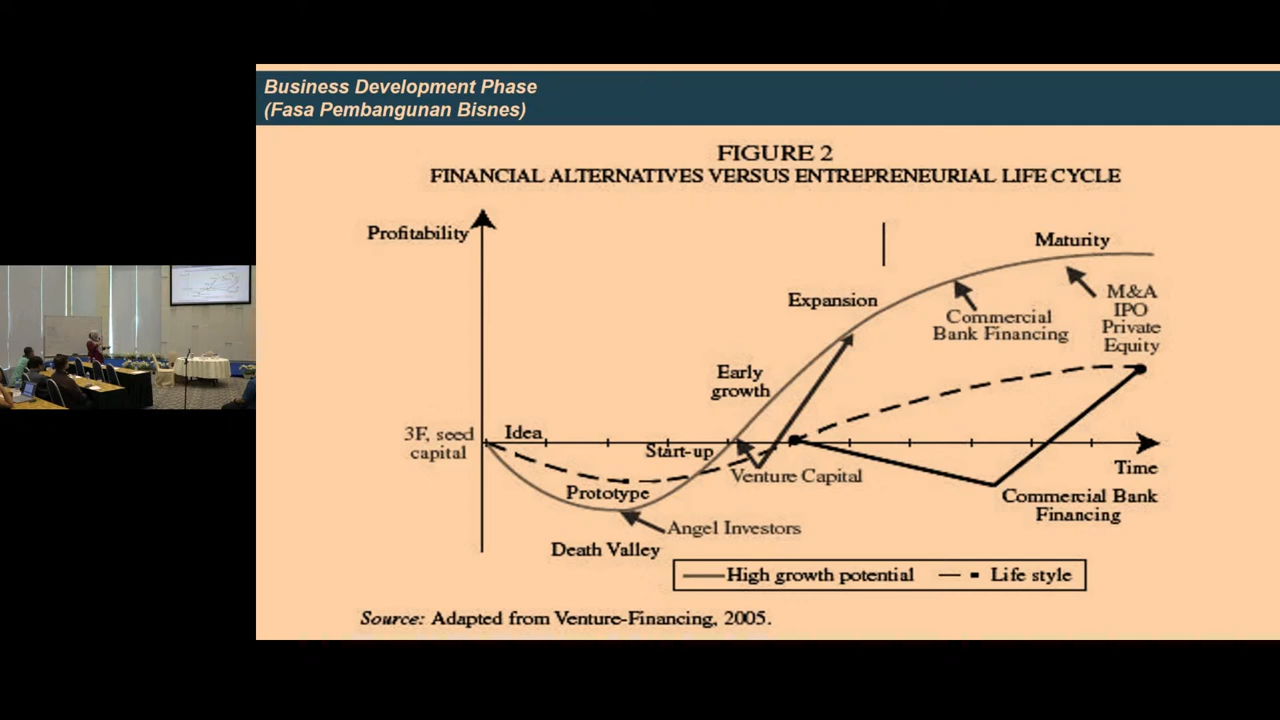 Business Development Phase
(Fasa Pembangunan Bisnes)
FIGURE 2
FINANCIAL ALTERNATIVES VERSUS ENTREPRENEURIAL LIFE CYCLE
Profitability
Maturity
Expansion
Commercial
Bank Financing
M&A
IPO
Private
Equity
Early
growth
3F, seed
capital
Idea
Start-up
Time
Venture Capital
Prototype
Commercial Bank
Financing
Angel Investors
Death Valley
High growth potential
Life style
Source: Adapted from Venture-Financing, 2005.